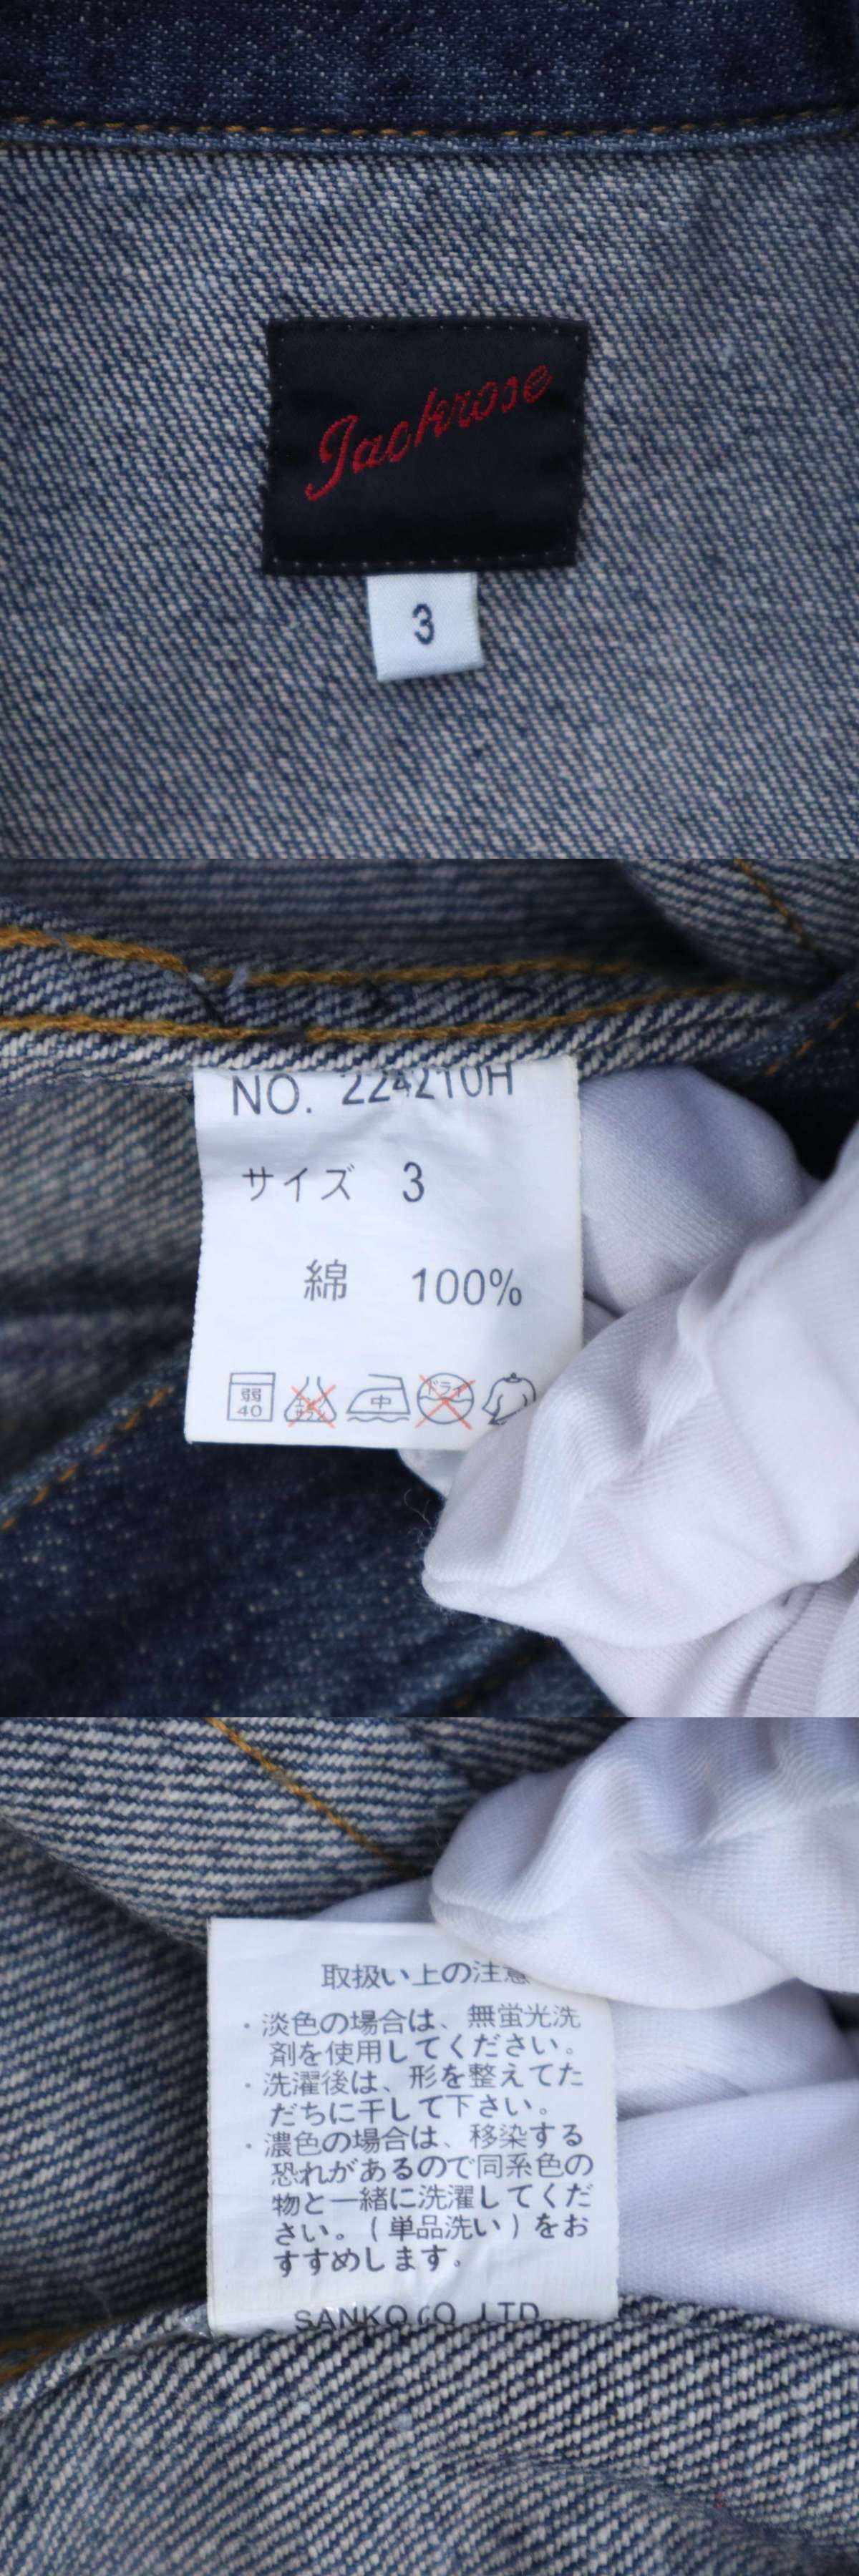 Jackrose
3
NO. 224210H
サイズ 3
綿 100%
弱
40
中
ドライ
取扱い上の注意
・淡色の場合は、無蛍光洗
剤を使用してください。
・洗濯後は、形を整えてた
だちに干して下さい。
・濃色の場合は、移染する
恐れがあるので同系色の
物と一緒に洗濯してくだ
さい。(単品洗い)をお
すすめします。
SANKO CO.,LTD.